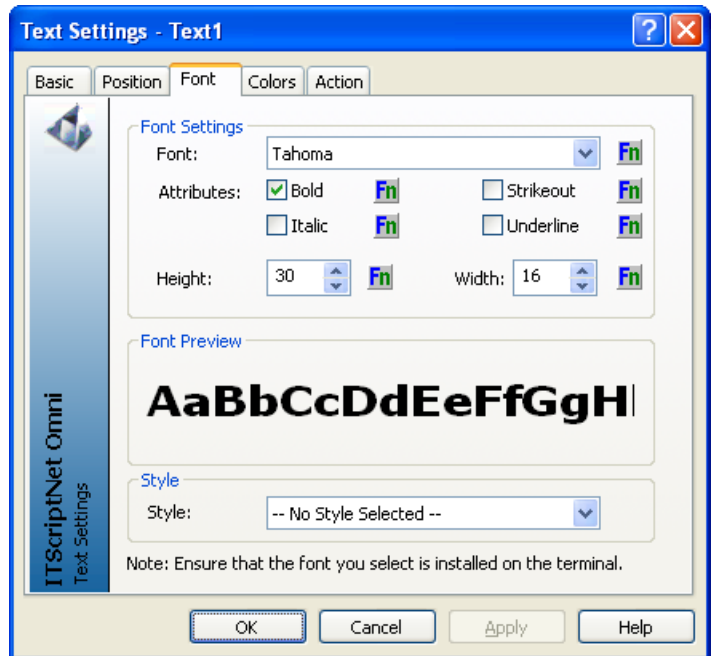 Text Settings - Text1
Basic Position Font Colors Action
Font Settings
Font: Tahoma Fn
Attributes: Bold Fn Strikeout Fn
Italic Fn Underline Fn
Height: 30 Fn Width: 16 Fn
Font Preview
AaBbCcDdEeFfGgH
Style
Style: -- No Style Selected --
Note: Ensure that the font you select is installed on the terminal.
ITScriptNet Omni
Text Settings
OK Cancel Apply Help